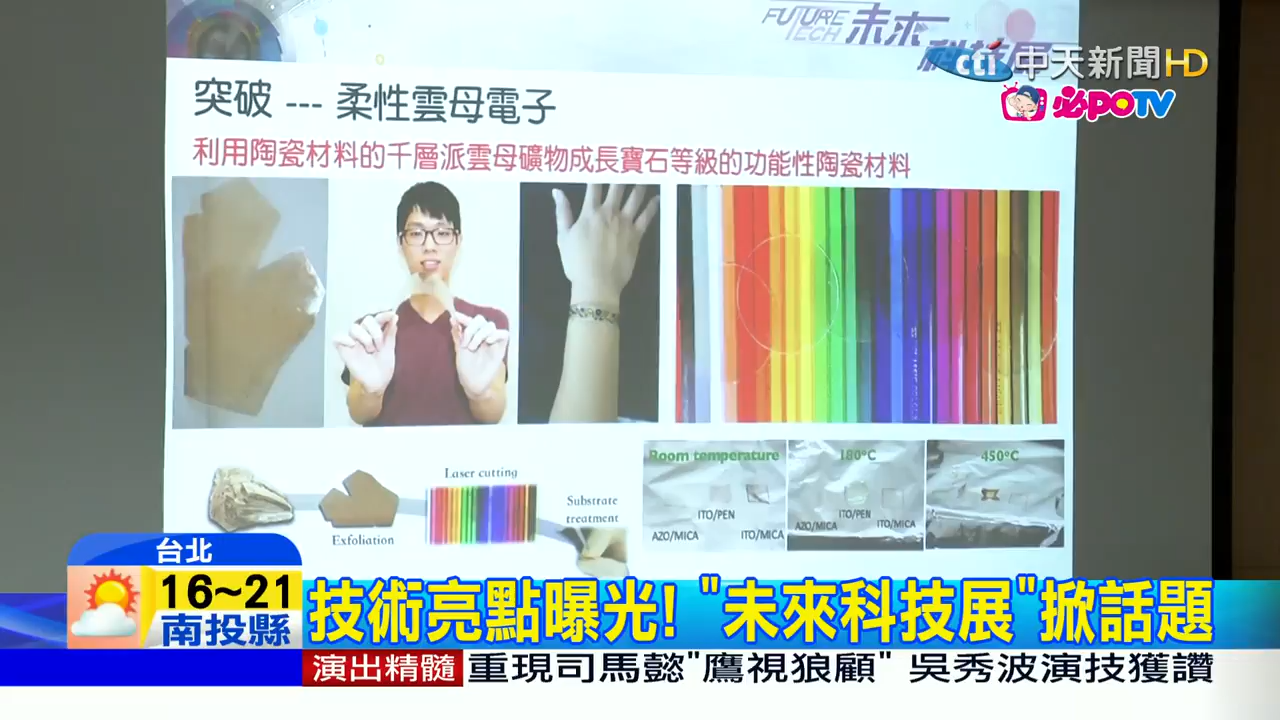 FUTURE TECH 未來
科技展
cti 中天新聞HD
必POTV
突破 --- 柔性雲母電子
利用陶瓷材料的千層派雲母礦物成長寶石等級的功能性陶瓷材料
Exfoliation
Laser cutting
Substrate treatment
Room temperature
180°C
450°C
ITO/PEN
AZO/MICA
ITO/MICA
ITO/PEN
AZO/MICA
ITO/MICA
台北
16~21
南投縣
技術亮點曝光! "未來科技展"掀話題
演出精髓 重現司馬懿"鷹視狼顧" 吳秀波演技獲讚